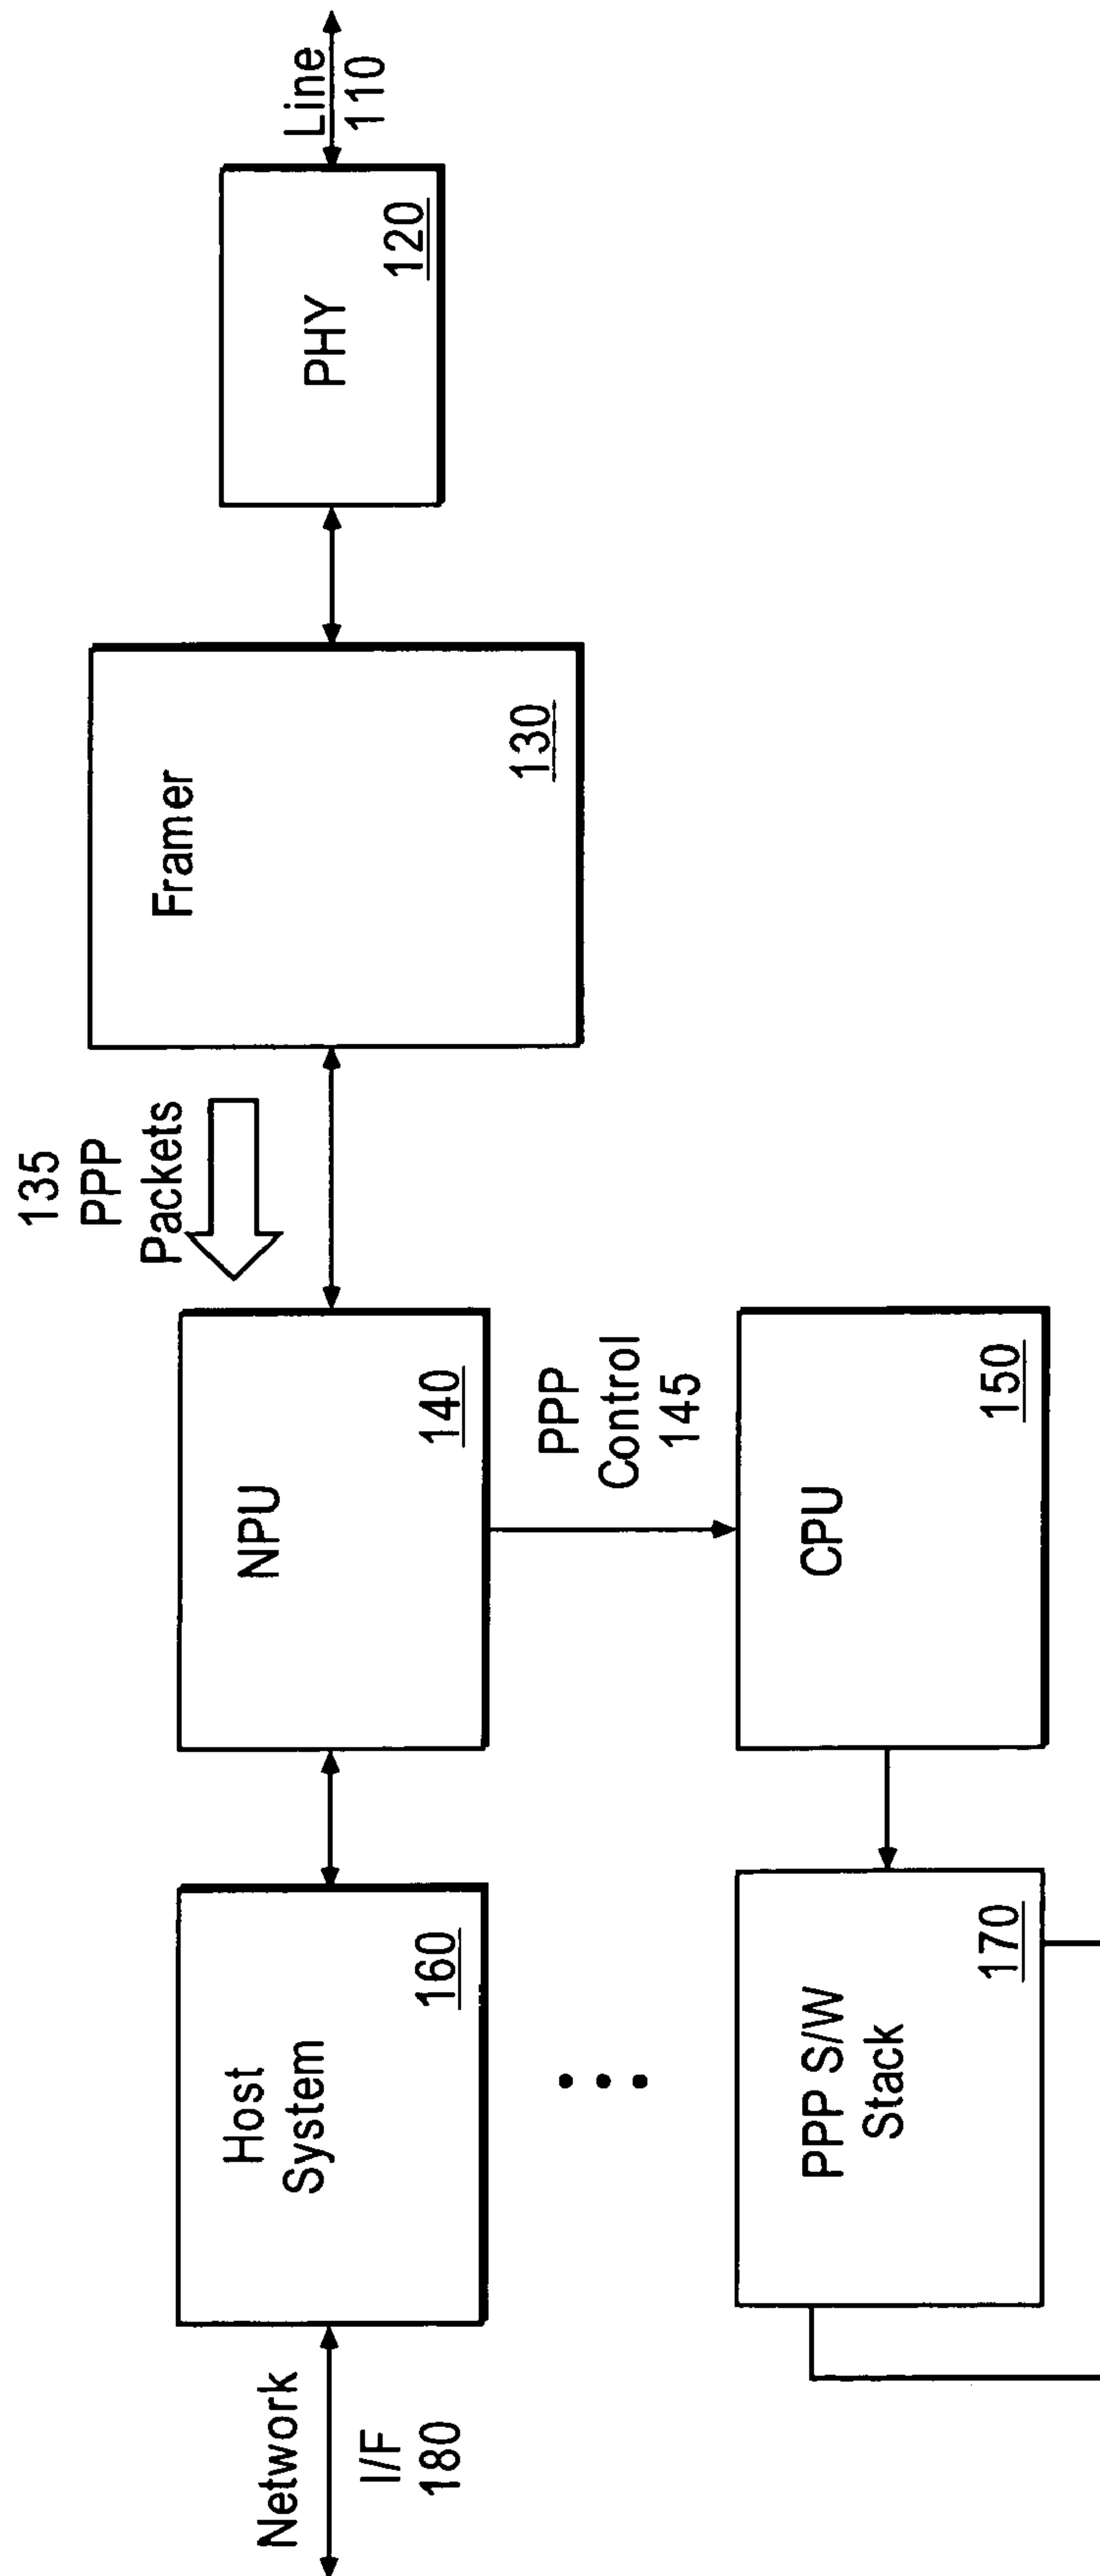 Network
I/F
180
Host
System
160
NPU
140
135
PPP
Packets
Framer
130
PHY
120
Line
110
PPP S/W
Stack
170
CPU
150
PPP
Control
145